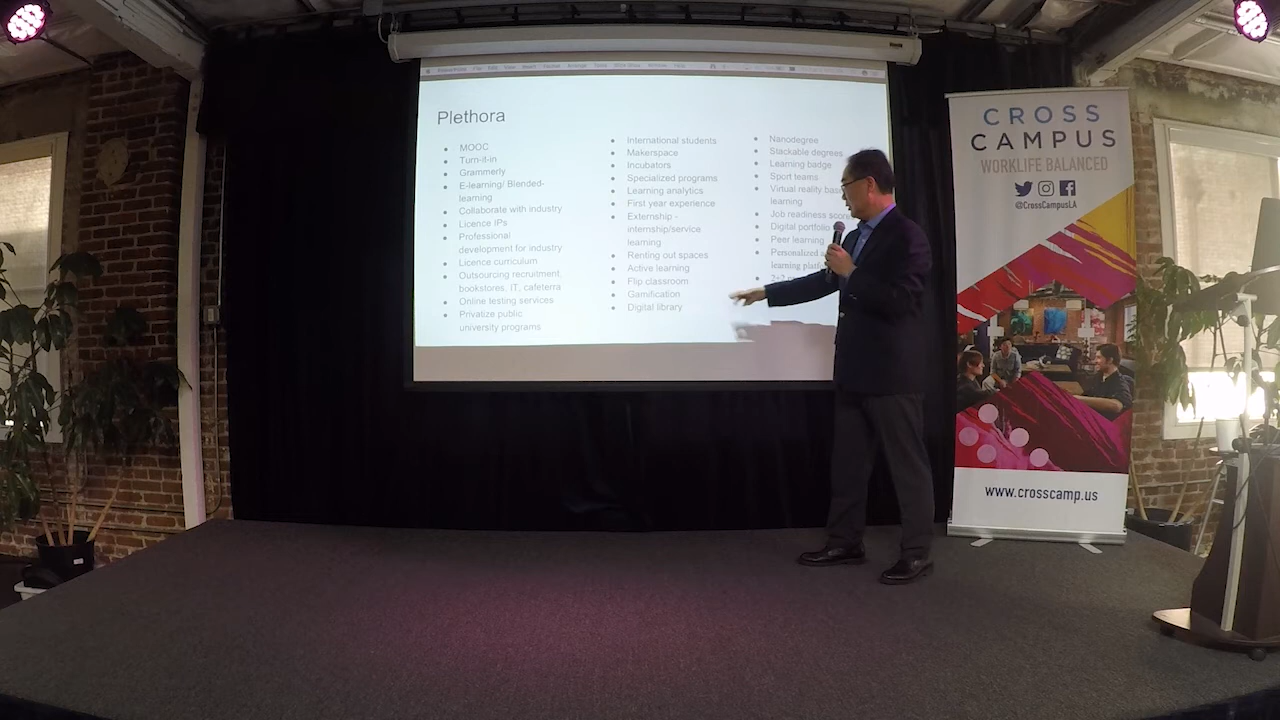 Plethora
MOOC
Turn-it-in
Grammerly
E-learning/ Blended-
learning
Collaborate with industry
Licence IPs
Professional
development for industry
Licence curriculum
Outsourcing recruitment,
bookstores, IT, cafeterra
Online testing services
Privatize public
university programs
International students
Makerspace
Incubators
Specialized programs
Learning analytics
First year experience
Externship -
internship/service
learning
Renting out spaces
Active learning
Flip classroom
Gamification
Digital library
Nanodegree
Stackable degrees
Learning badge
Sport teams
Virtual reality based
learning
Job readiness score
Digital portfolio
Peer learning
Personalized
learning
CROSS
CAMPUS
WORKLIFE BALANCED
@CrossCampusLA
www.crosscamp.us